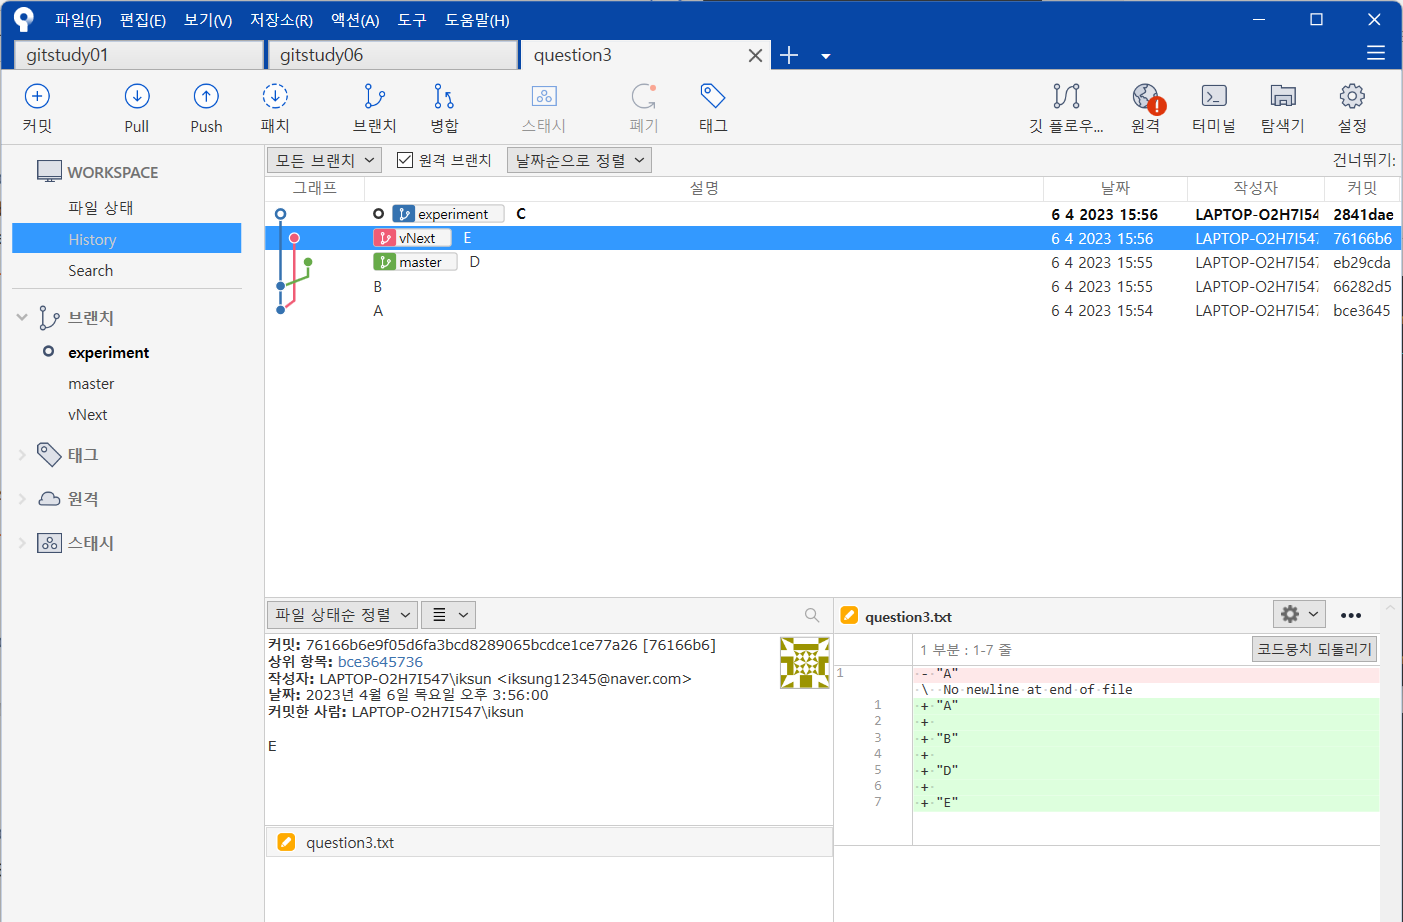 파일(F) 편집(E) 보기(V) 저장소(R) 액션(A) 도구 도움말(H)
gitstudy01 gitstudy06 question3
커밋 Pull Push 패치 브랜치 병합 스태시 폐기 태그 깃 플로우... 원격 터미널 탐색기 설정
모든 브랜치 원격 브랜치 날짜순으로 정렬 건너뛰기:
그래프 설명 날짜 작성자 커밋
experiment C 6 4 2023 15:56 LAPTOP-O2H7I54 2841dae
vNext E 6 4 2023 15:56 LAPTOP-O2H7I547 76166b6
master D 6 4 2023 15:55 LAPTOP-O2H7I547 eb29cda
B 6 4 2023 15:55 LAPTOP-O2H7I547 66282d5
A 6 4 2023 15:54 LAPTOP-O2H7I547 bce3645
WORKSPACE
파일 상태
History
Search
브랜치
experiment
master
vNext
태그
원격
스태시
파일 상태순 정렬
커밋: 76166b6e9f05d6fa3bcd8289065bcdce1ce77a26 [76166b6]
상위 항목: bce3645736
작성자: LAPTOP-O2H7I547\iksun <iksung12345@naver.com>
날짜: 2023년 4월 6일 목요일 오후 3:56:00
커밋한 사람: LAPTOP-O2H7I547\iksun
E
question3.txt
question3.txt
1 부분 : 1-7 줄 코드뭉치 되돌리기
1 - "A"
\ No newline at end of file
1 + "A"
2 +
3 + "B"
4 +
5 + "D"
6 +
7 + "E"